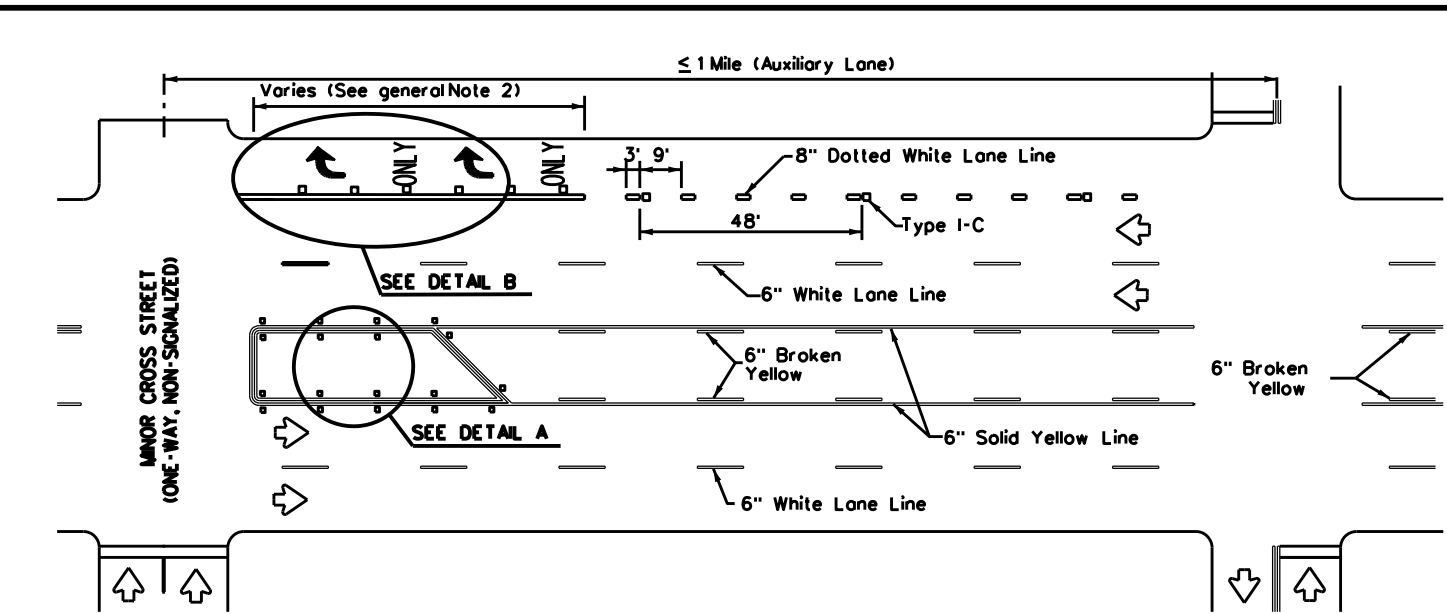 ≤ 1 Mile (Auxiliary Lane)
Varies (See general Note 2)
ONLY
ONLY
3' 9'
8" Dotted White Lane Line
48'
Type I-C
SEE DETAIL B
6" White Lane Line
MINOR CROSS STREET
(ONE-WAY, NON-SIGNALIZED)
6" Broken
Yellow
6" Broken
Yellow
SEE DETAIL A
6" Solid Yellow Line
6" White Lane Line